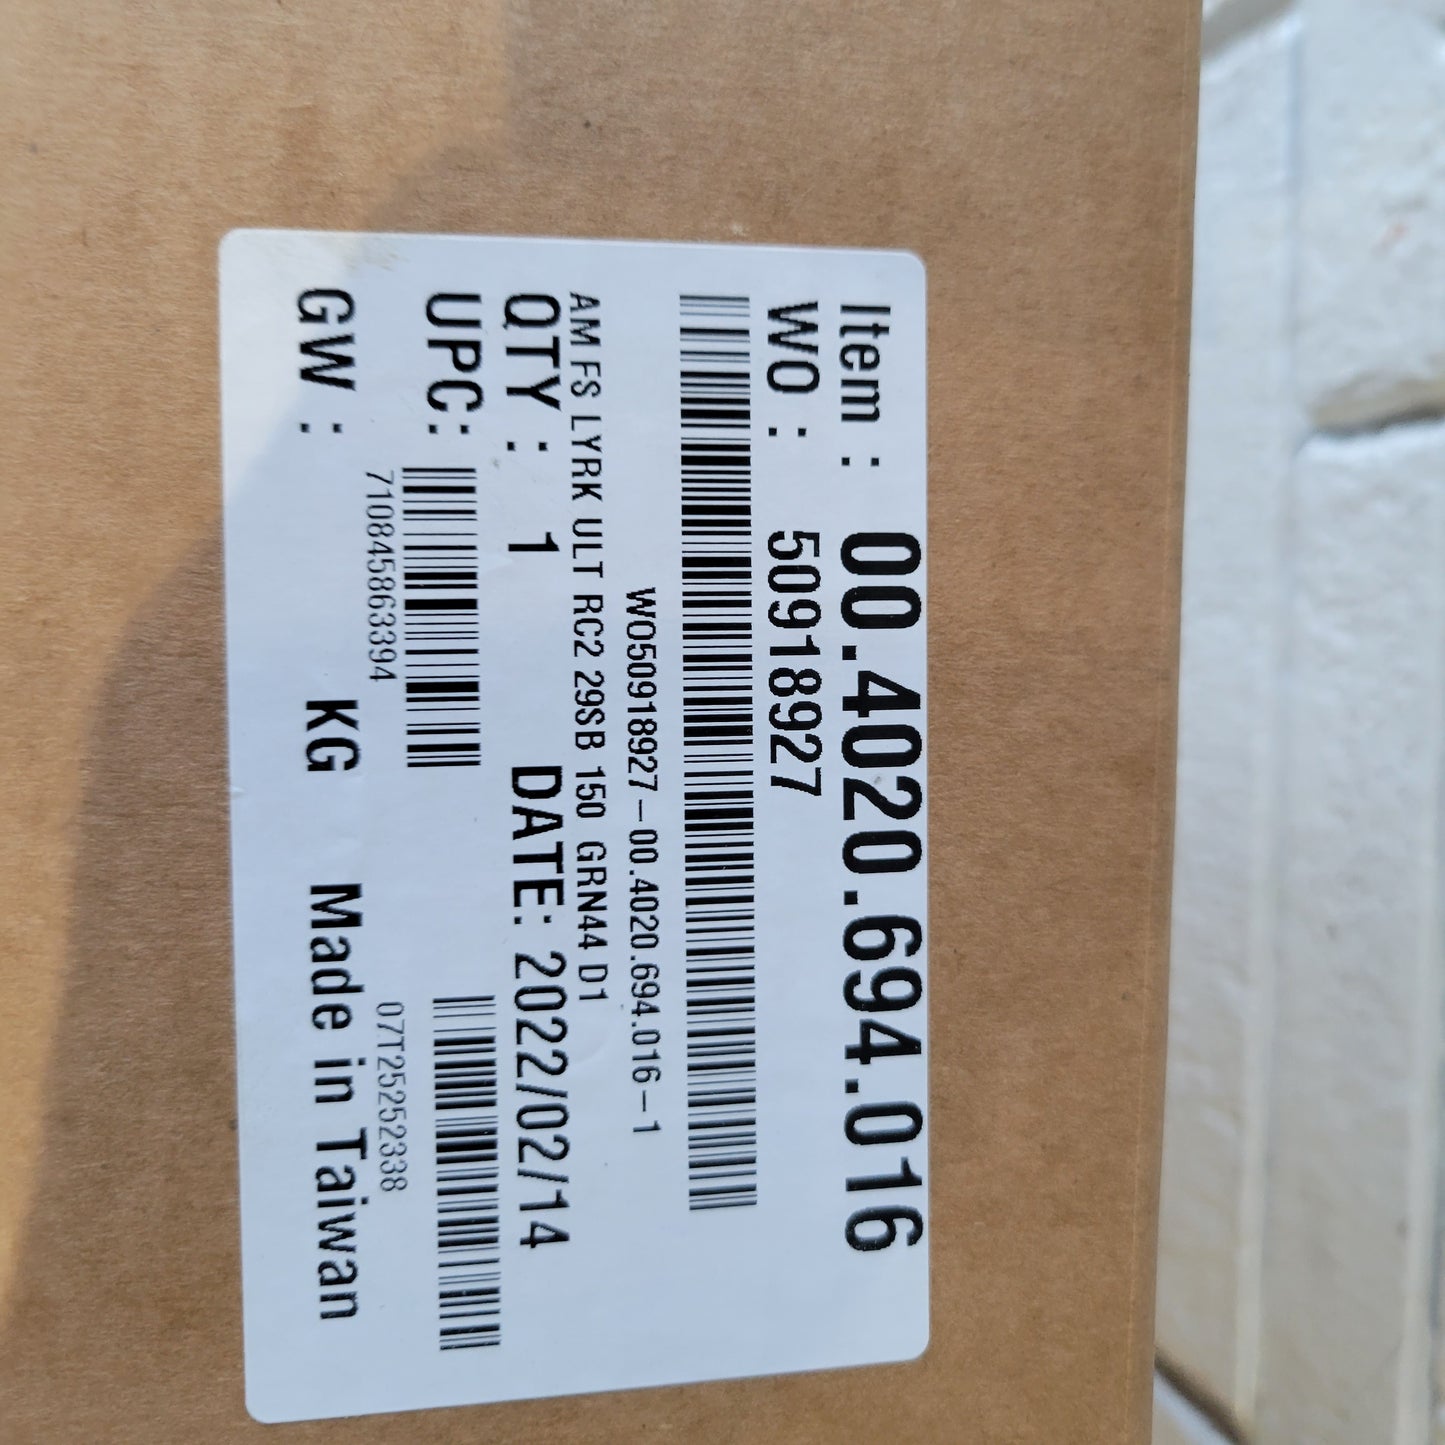 Item : 00.4020.694.016
WO : 50918927
WO50918927-00.4020.694.016-1
AM FS LYRK ULT RC2 29SB 150 GRN44 D1
QTY : 1 DATE: 2022/02/14
UPC:
710845863394 07T25252338
GW : KG Made in Taiwan